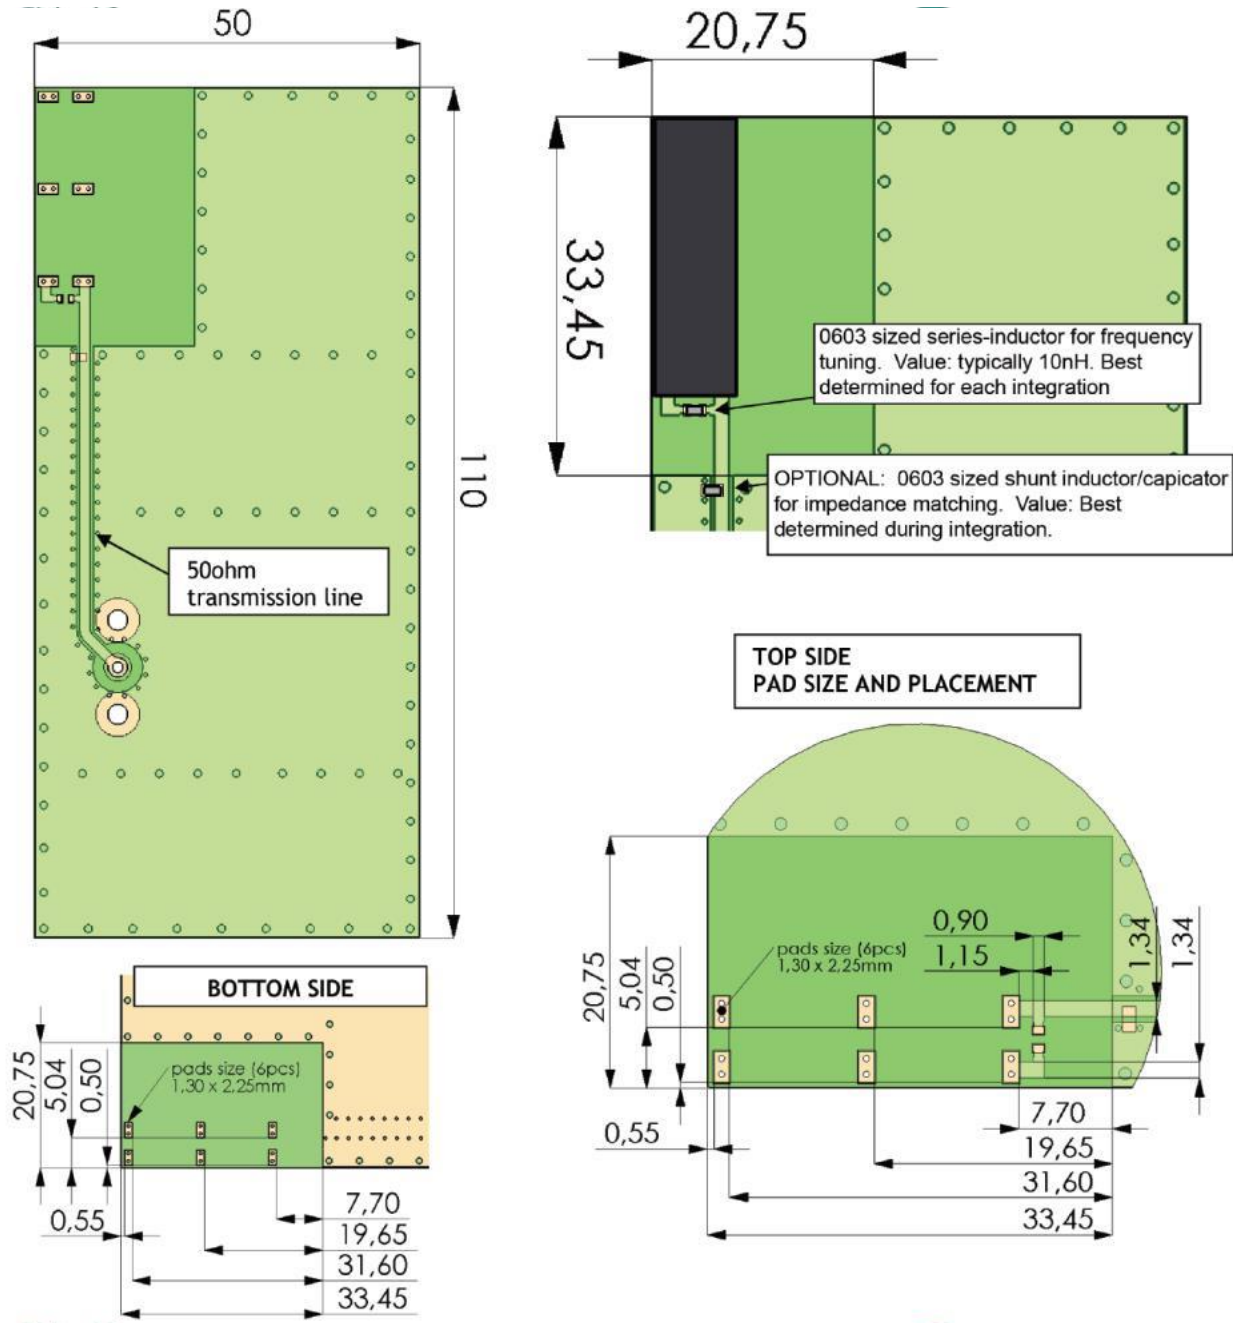 50
110
50ohm
transmission line
20,75
33,45
0603 sized series-inductor for frequency
tuning.  Value: typically 10nH. Best
determined for each integration
OPTIONAL:  0603 sized shunt inductor/capicator
for impedance matching.  Value: Best
determined during integration.
TOP SIDE
PAD SIZE AND PLACEMENT
20,75
5,04
0,50
pads size (6pcs)
1,30 x 2,25mm
0,90
1,15
1,34
1,34
0,55
7,70
19,65
31,60
33,45
BOTTOM SIDE
20,75
5,04
0,50
pads size (6pcs)
1,30 x 2,25mm
0,55
7,70
19,65
31,60
33,45